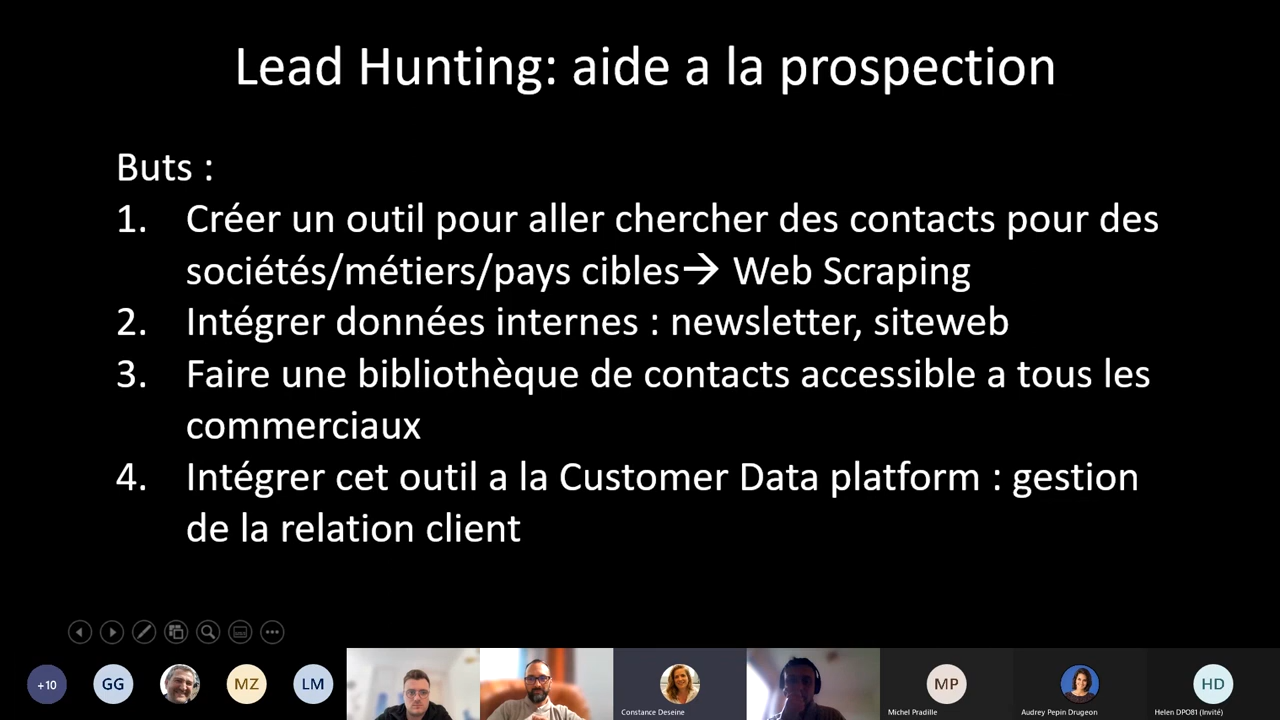 Lead Hunting: aide a la prospection
Buts :
1. Créer un outil pour aller chercher des contacts pour des
sociétés/métiers/pays cibles→ Web Scraping
2. Intégrer données internes : newsletter, siteweb
3. Faire une bibliothèque de contacts accessible a tous les
commerciaux
4. Intégrer cet outil a la Customer Data platform : gestion
de la relation client
+10
GG
MZ
LM
Constance Deseine
MP
Michel Pradille
Audrey Pepin Drugeon
HD
Helen DPO81 (Invité)